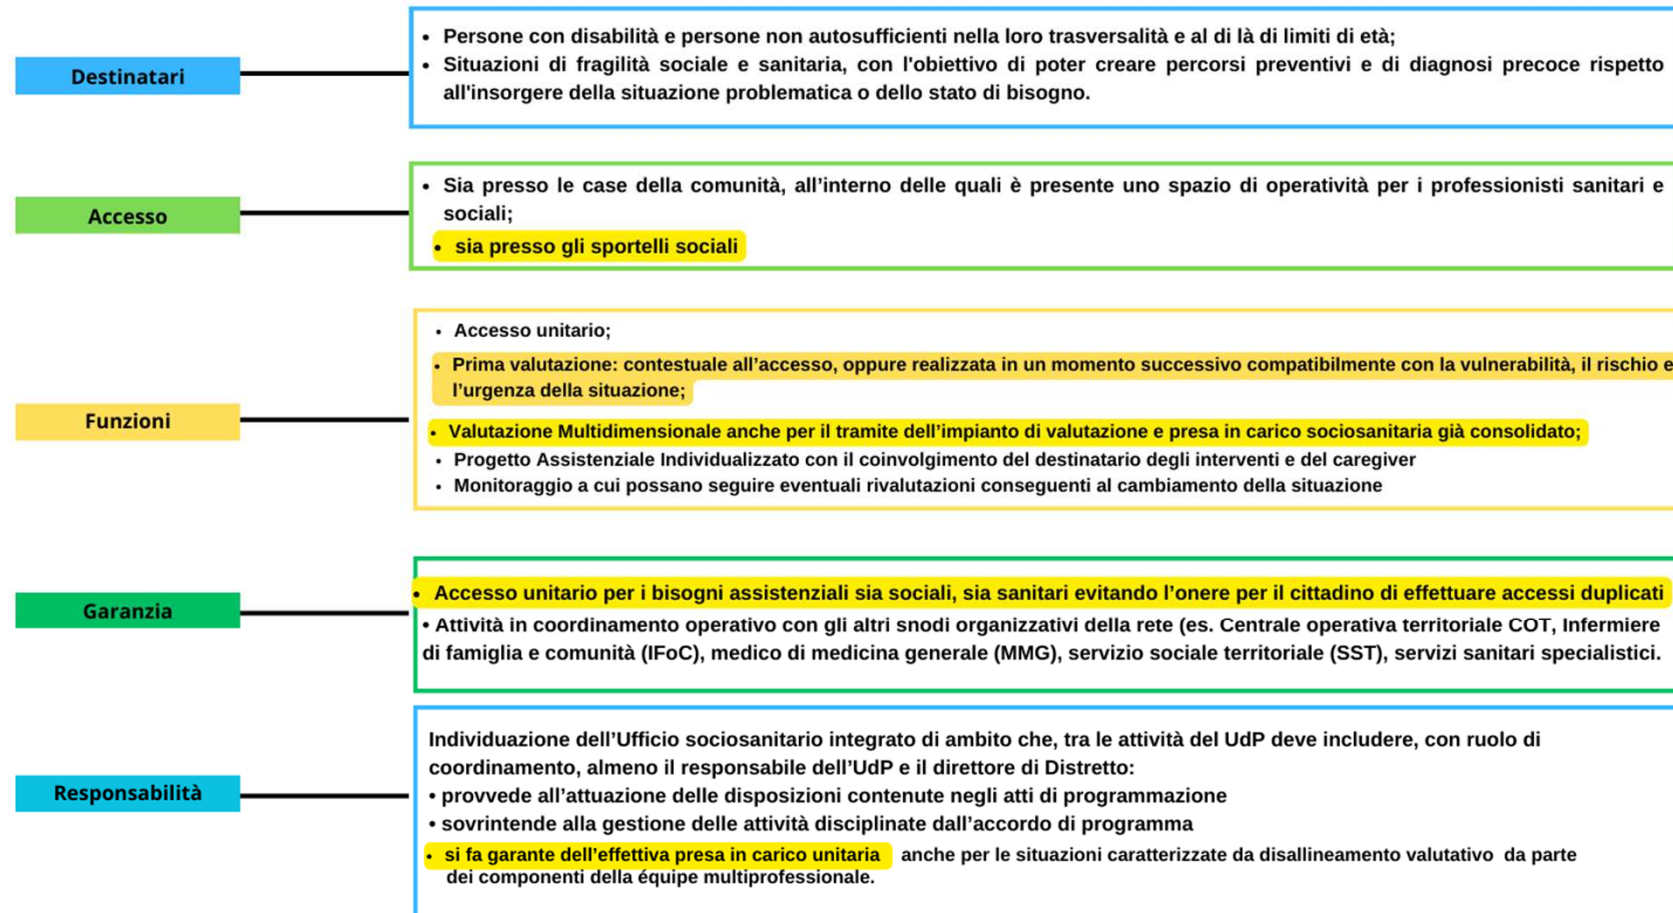 Destinatari
• Persone con disabilità e persone non autosufficienti nella loro trasversalità e al di là di limiti di età;
• Situazioni di fragilità sociale e sanitaria, con l'obiettivo di poter creare percorsi preventivi e di diagnosi precoce rispetto
all'insorgere della situazione problematica o dello stato di bisogno.
Accesso
• Sia presso le case della comunità, all’interno delle quali è presente uno spazio di operatività per i professionisti sanitari e
sociali;
• sia presso gli sportelli sociali
Funzioni
• Accesso unitario;
• Prima valutazione: contestuale all’accesso, oppure realizzata in un momento successivo compatibilmente con la vulnerabilità, il rischio e
l’urgenza della situazione;
• Valutazione Multidimensionale anche per il tramite dell’impianto di valutazione e presa in carico sociosanitaria già consolidato;
• Progetto Assistenziale Individualizzato con il coinvolgimento del destinatario degli interventi e del caregiver
• Monitoraggio a cui possano seguire eventuali rivalutazioni conseguenti al cambiamento della situazione
Garanzia
• Accesso unitario per i bisogni assistenziali sia sociali, sia sanitari evitando l’onere per il cittadino di effettuare accessi duplicati
• Attività in coordinamento operativo con gli altri snodi organizzativi della rete (es. Centrale operativa territoriale COT, Infermiere
di famiglia e comunità (IFoC), medico di medicina generale (MMG), servizio sociale territoriale (SST), servizi sanitari specialistici.
Responsabilità
Individuazione dell’Ufficio sociosanitario integrato di ambito che, tra le attività del UdP deve includere, con ruolo di
coordinamento, almeno il responsabile dell’UdP e il direttore di Distretto:
• provvede all’attuazione delle disposizioni contenute negli atti di programmazione
• sovrintende alla gestione delle attività disciplinate dall’accordo di programma
• si fa garante dell’effettiva presa in carico unitaria anche per le situazioni caratterizzate da disallineamento valutativo da parte
dei componenti della équipe multiprofessionale.